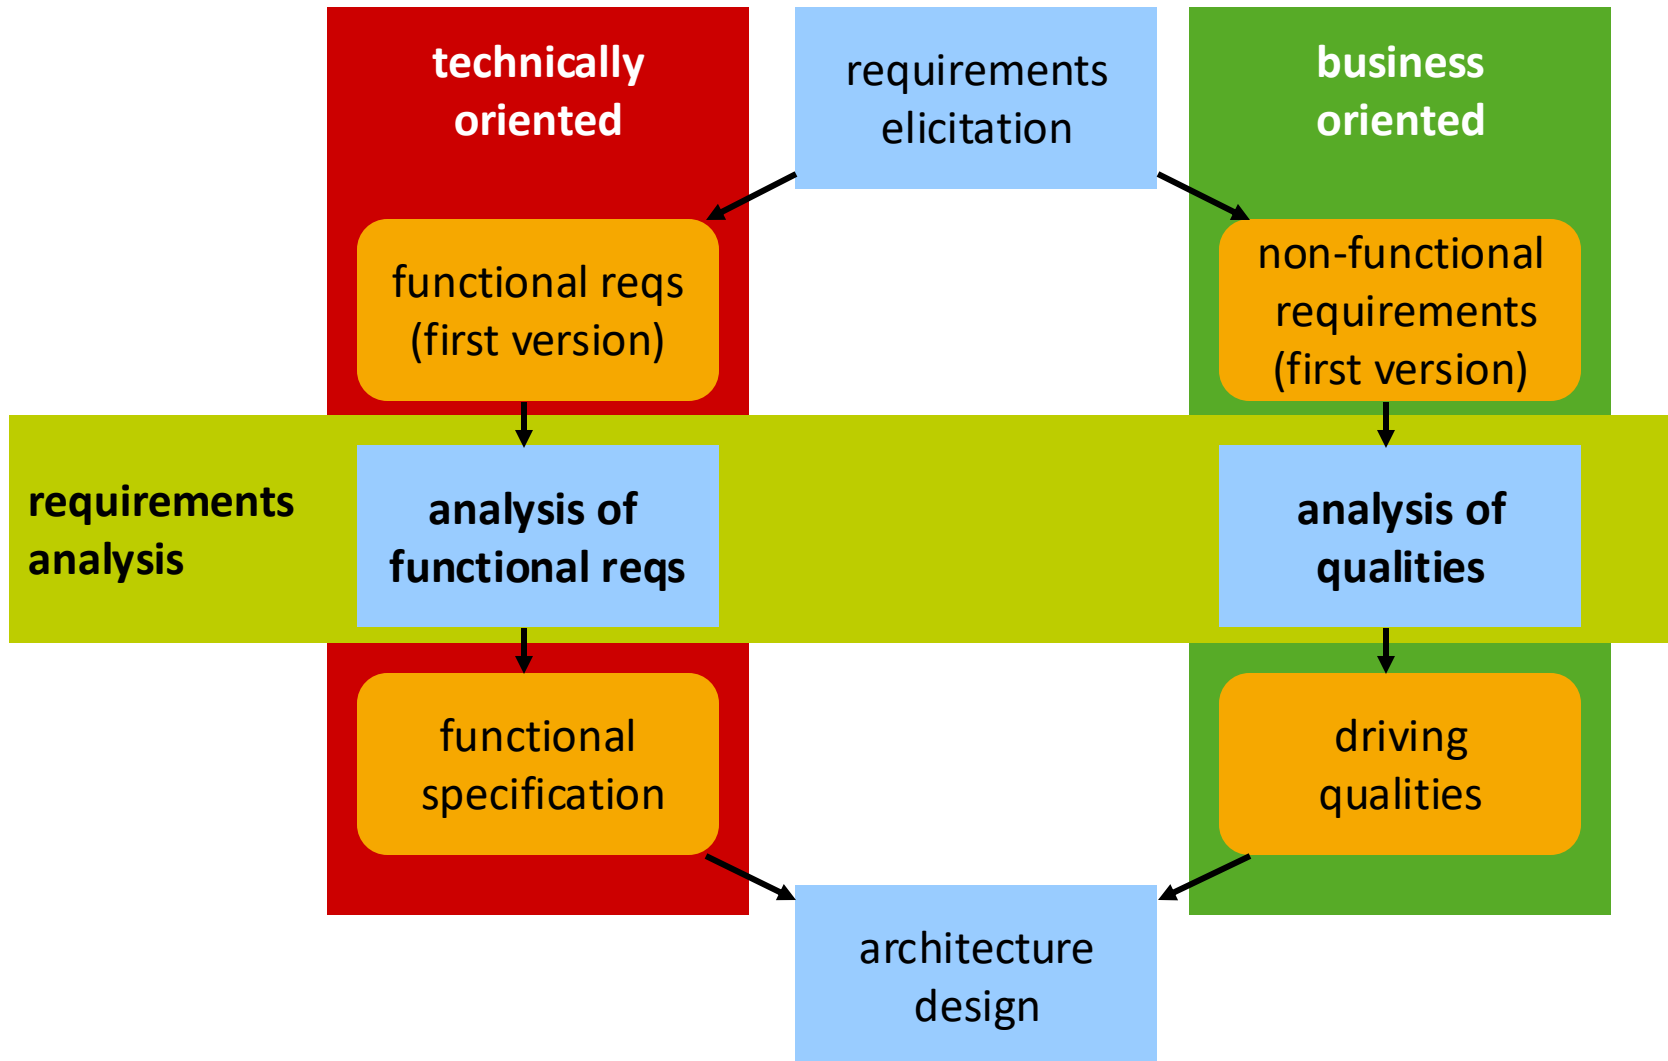 technically
oriented
requirements
elicitation
business
oriented
functional reqs
(first version)
non-functional
requirements
(first version)
requirements
analysis
analysis of
functional reqs
analysis of
qualities
functional
specification
driving
qualities
architecture
design